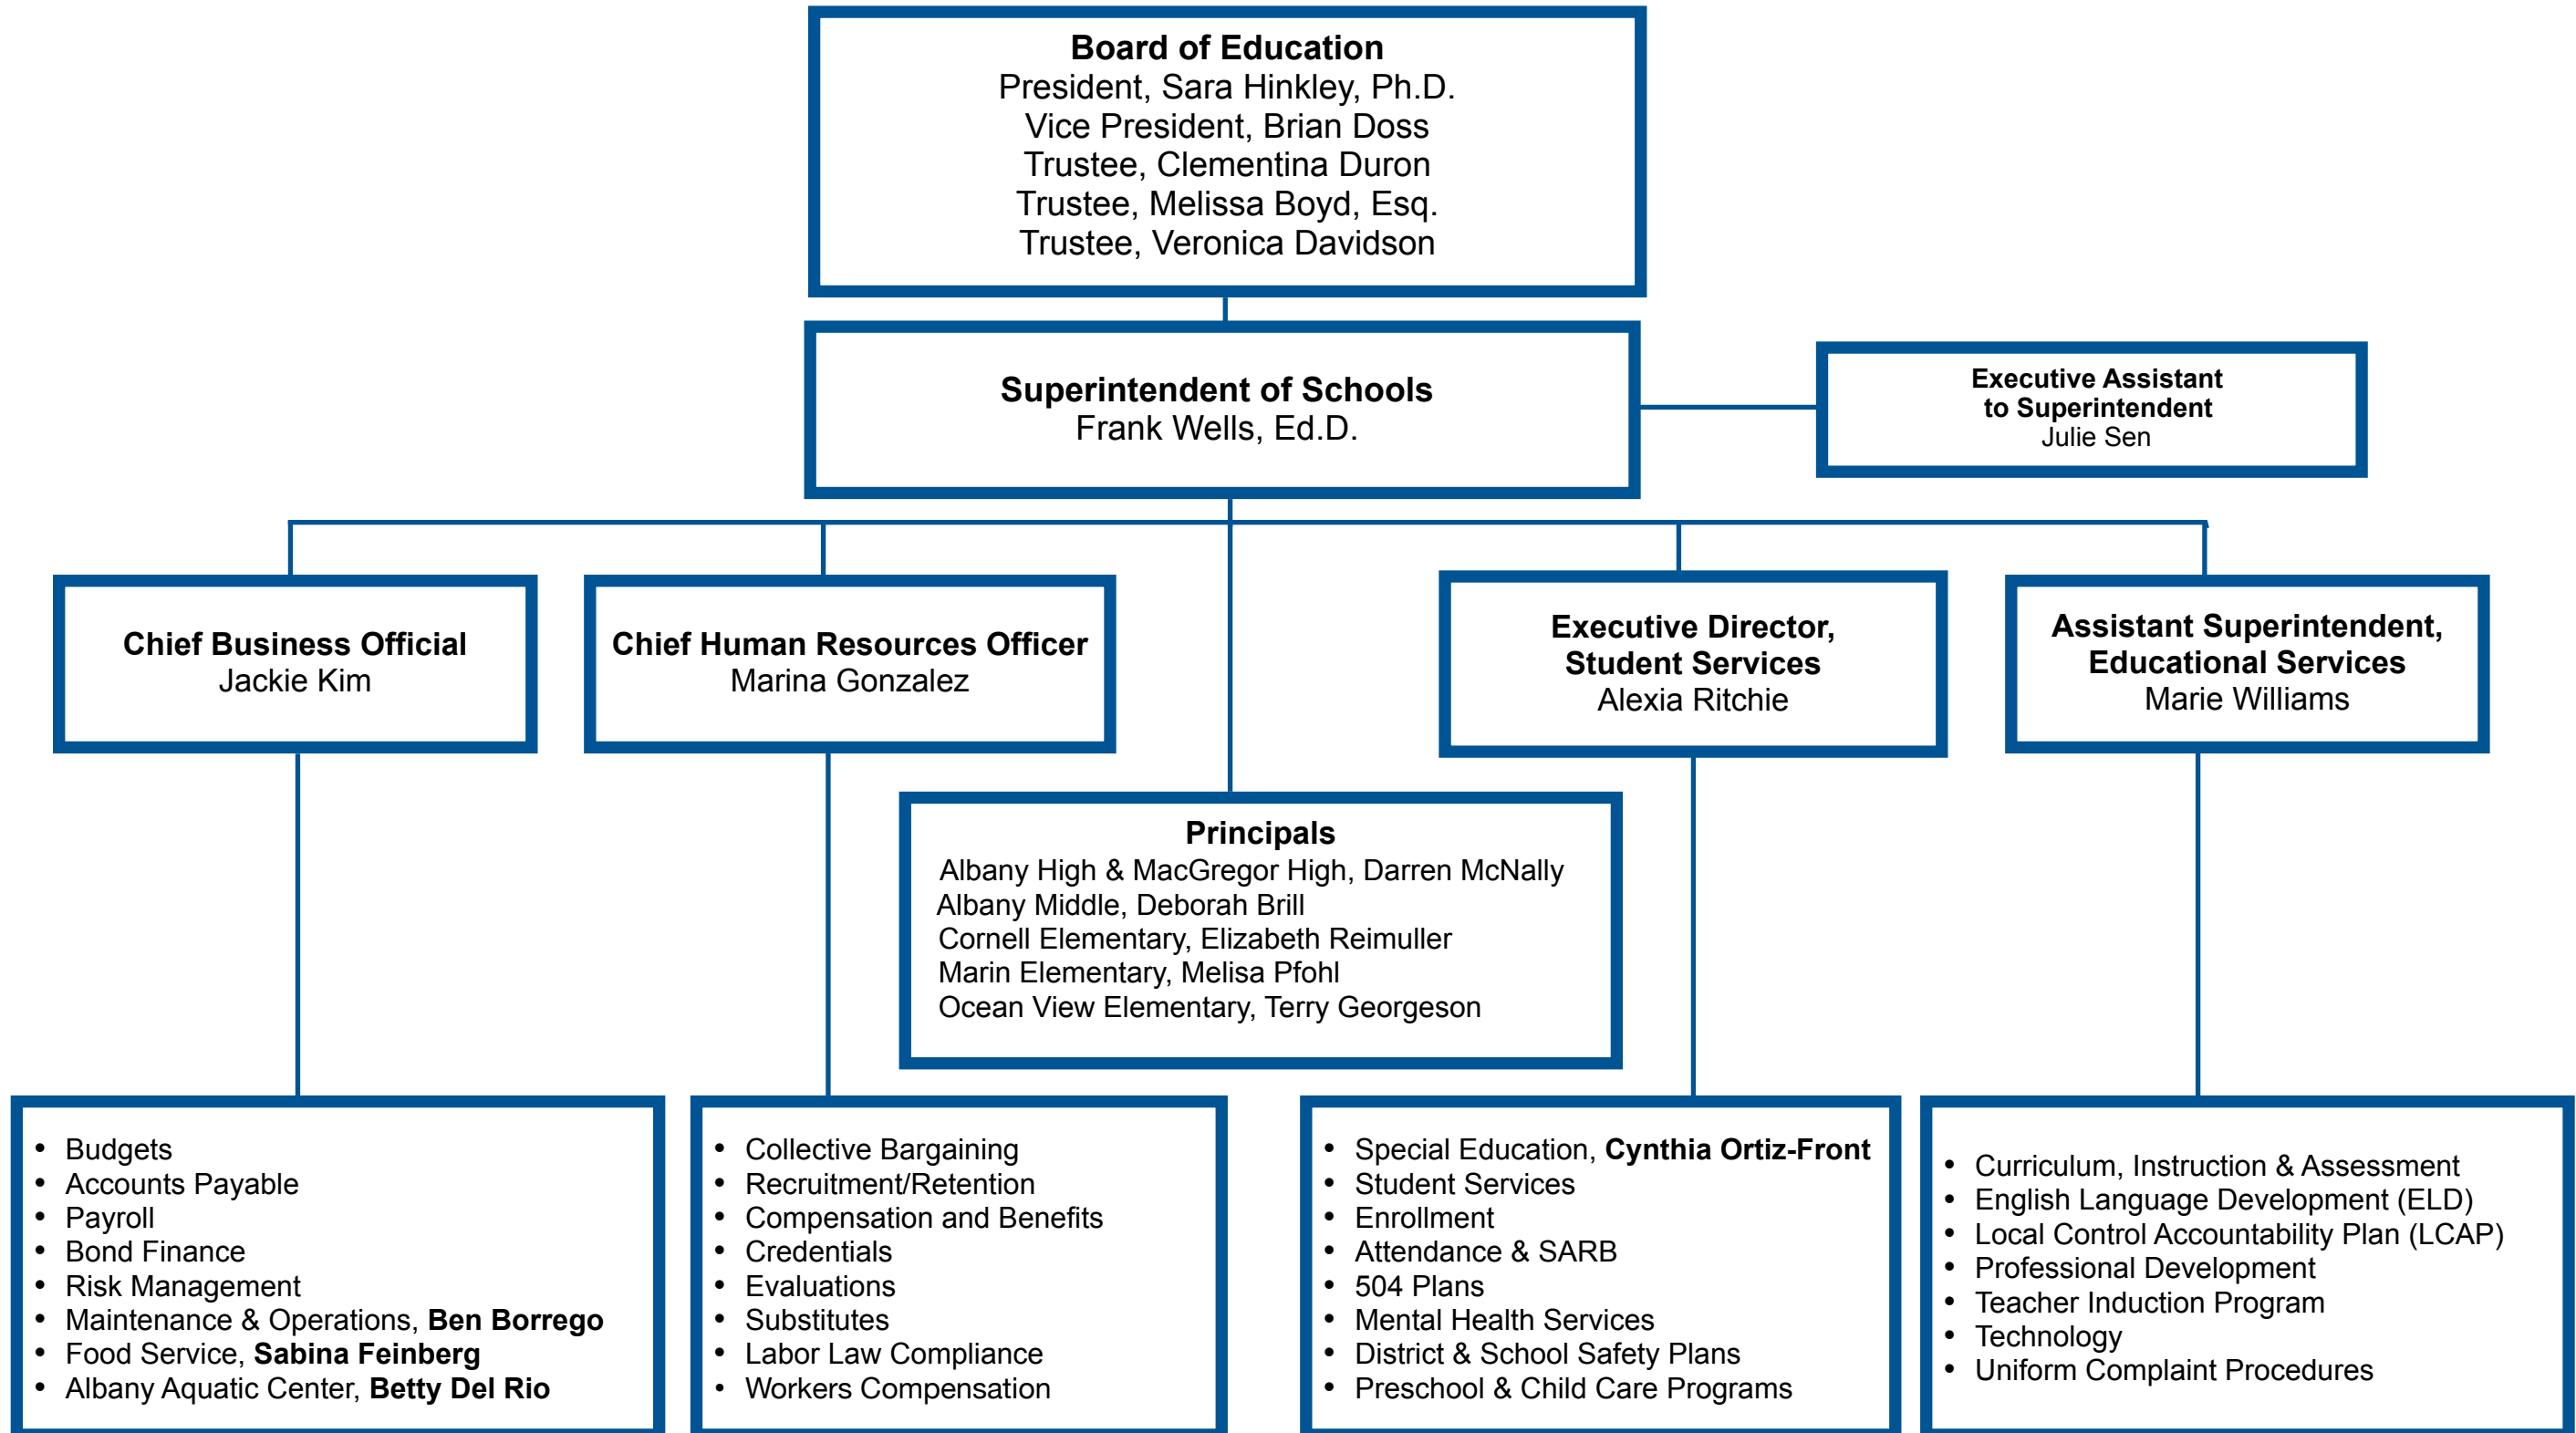 Board of Education
President, Sara Hinkley, Ph.D.
Vice President, Brian Doss
Trustee, Clementina Duron
Trustee, Melissa Boyd, Esq.
Trustee, Veronica Davidson
Superintendent of Schools
Frank Wells, Ed.D.
Executive Assistant
to Superintendent
Julie Sen
Chief Business Official
Jackie Kim
Chief Human Resources Officer
Marina Gonzalez
Executive Director,
Student Services
Alexia Ritchie
Assistant Superintendent,
Educational Services
Marie Williams
Principals
Albany High & MacGregor High, Darren McNally
Albany Middle, Deborah Brill
Cornell Elementary, Elizabeth Reimuller
Marin Elementary, Melisa Pfohl
Ocean View Elementary, Terry Georgeson
• Budgets
• Accounts Payable
• Payroll
• Bond Finance
• Risk Management
• Maintenance & Operations, Ben Borrego
• Food Service, Sabina Feinberg
• Albany Aquatic Center, Betty Del Rio
• Collective Bargaining
• Recruitment/Retention
• Compensation and Benefits
• Credentials
• Evaluations
• Substitutes
• Labor Law Compliance
• Workers Compensation
• Special Education, Cynthia Ortiz-Front
• Student Services
• Enrollment
• Attendance & SARB
• 504 Plans
• Mental Health Services
• District & School Safety Plans
• Preschool & Child Care Programs
• Curriculum, Instruction & Assessment
• English Language Development (ELD)
• Local Control Accountability Plan (LCAP)
• Professional Development
• Teacher Induction Program
• Technology
• Uniform Complaint Procedures